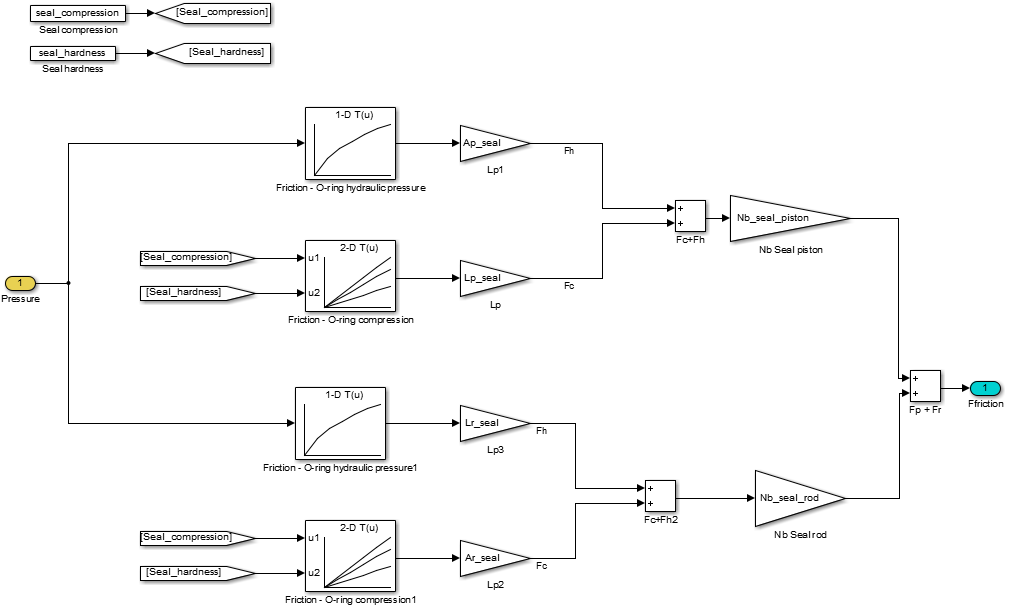 seal_compression
[Seal_compression]
Seal compression
seal_hardness
[Seal_hardness]
Seal hardness
1-D T(u)
Friction - O-ring hydraulic pressure
Ap_seal
Lp1
Fh
+
+
Fc+Fh
Nb_seal_piston
Nb Seal piston
[Seal_compression]
[Seal_hardness]
2-D T(u)
u1
u2
Friction - O-ring compression
Lp_seal
Lp
Fc
1
Pressure
1-D T(u)
Friction - O-ring hydraulic pressure1
Lr_seal
Lp3
Fh
+
+
Fp + Fr
1
Ffriction
+
+
Fc+Fh2
Nb_seal_rod
Nb Seal rod
[Seal_compression]
[Seal_hardness]
2-D T(u)
u1
u2
Friction - O-ring compression1
Ar_seal
Lp2
Fc